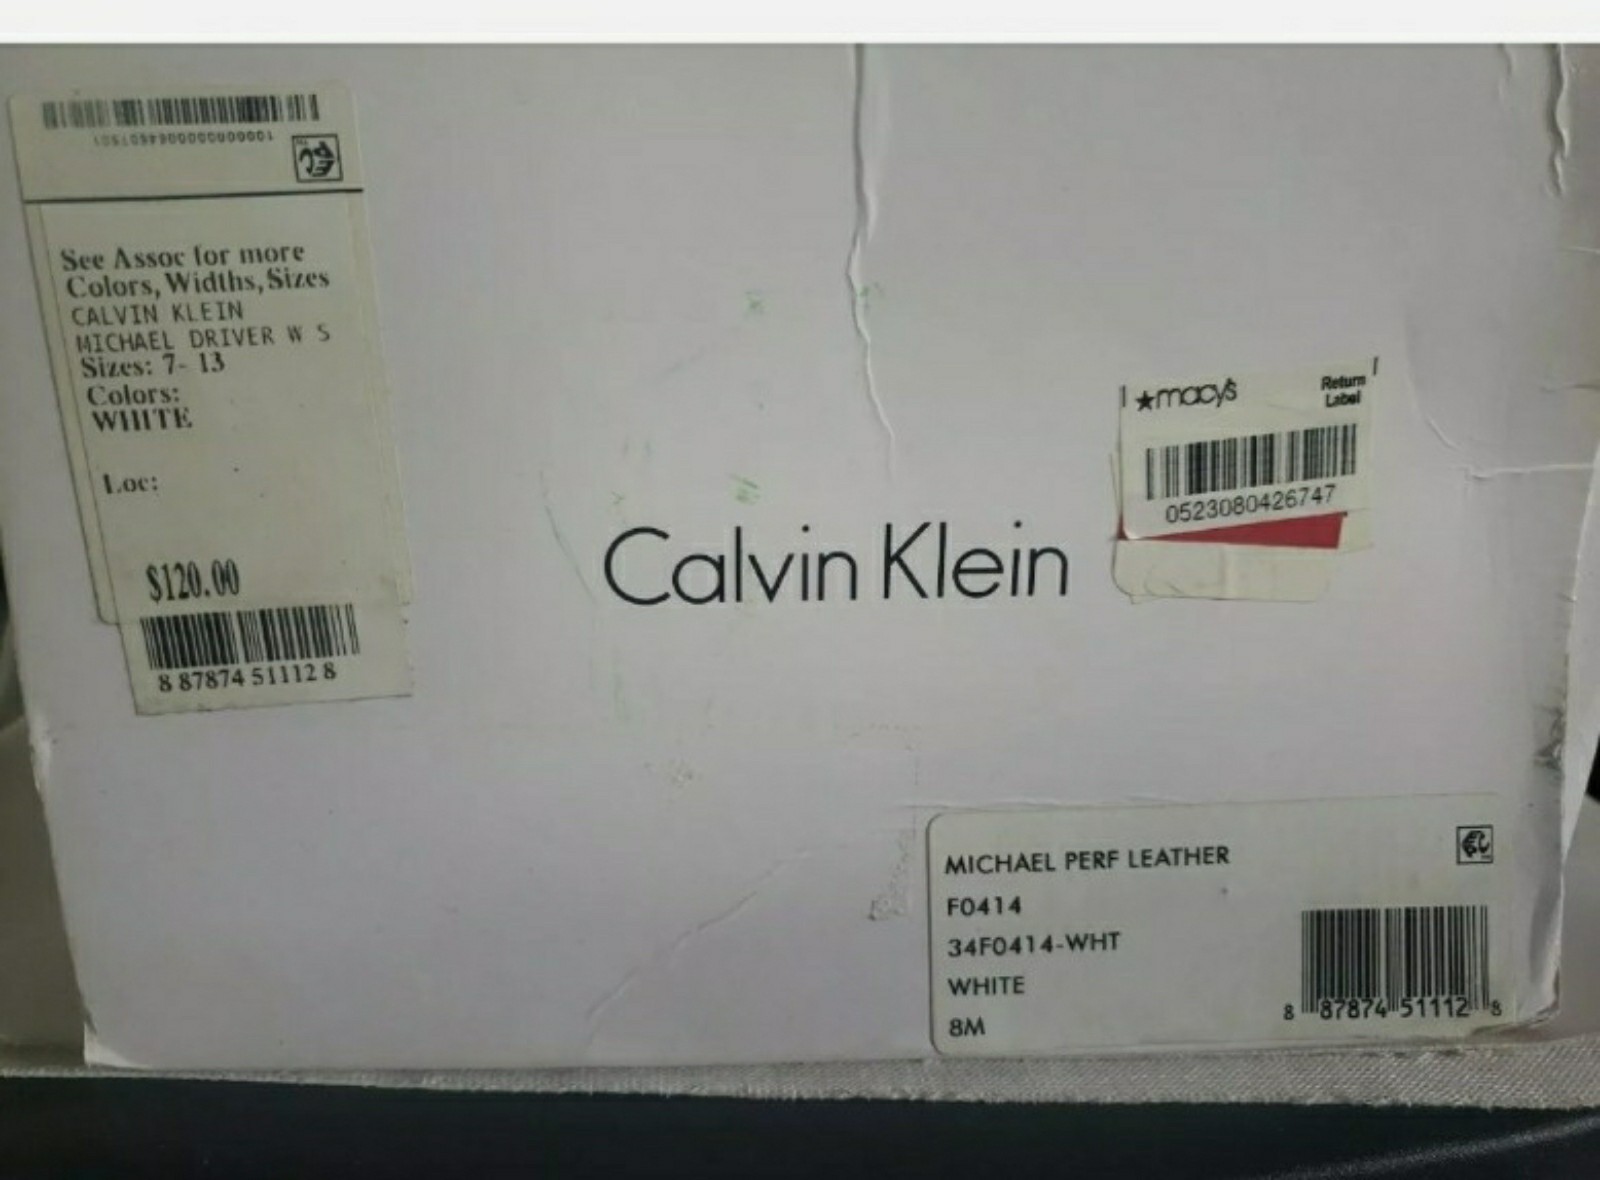 See Assoc for more
Colors, Widths, Sizes
CALVIN KLEIN
MICHAEL DRIVER W S
Sizes: 7- 13
Colors:
WHITE
Loc:
$120.00
8 87874 51112 8
Calvin Klein
★macy's
Return
Label
0523080426747
MICHAEL PERF LEATHER
F0414
34F0414-WHT
WHITE
8M
8 87874 51112 8